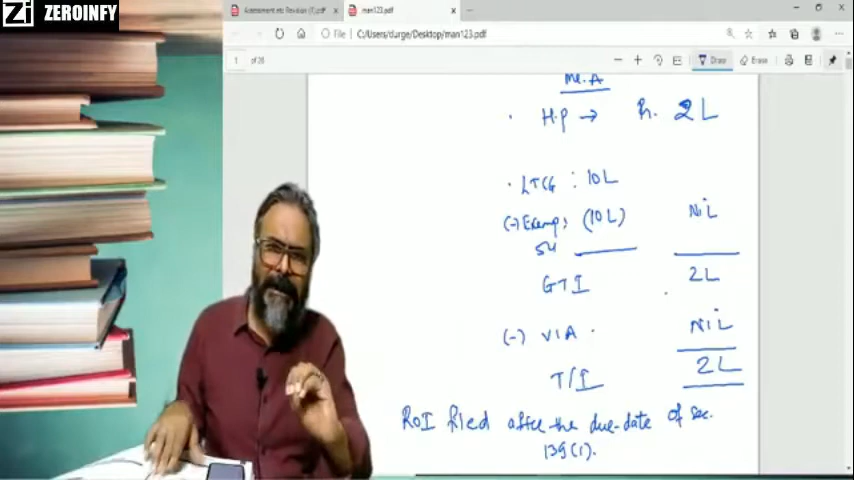 Zi ZEROINFY
Assessment etc Revision (1).pdf
man123.pdf
File | C:/Users/durge/Desktop/man123.pdf
1 of 26
Draw
Erase
Mr. A
· H.P → R. 2L
· LTCG : 10L
(-) Exemp: (10L) NiL
54
GTI 2L
(-) VIA · NiL
T/I 2L
RoI filed after the due-date of sec.
139(1).